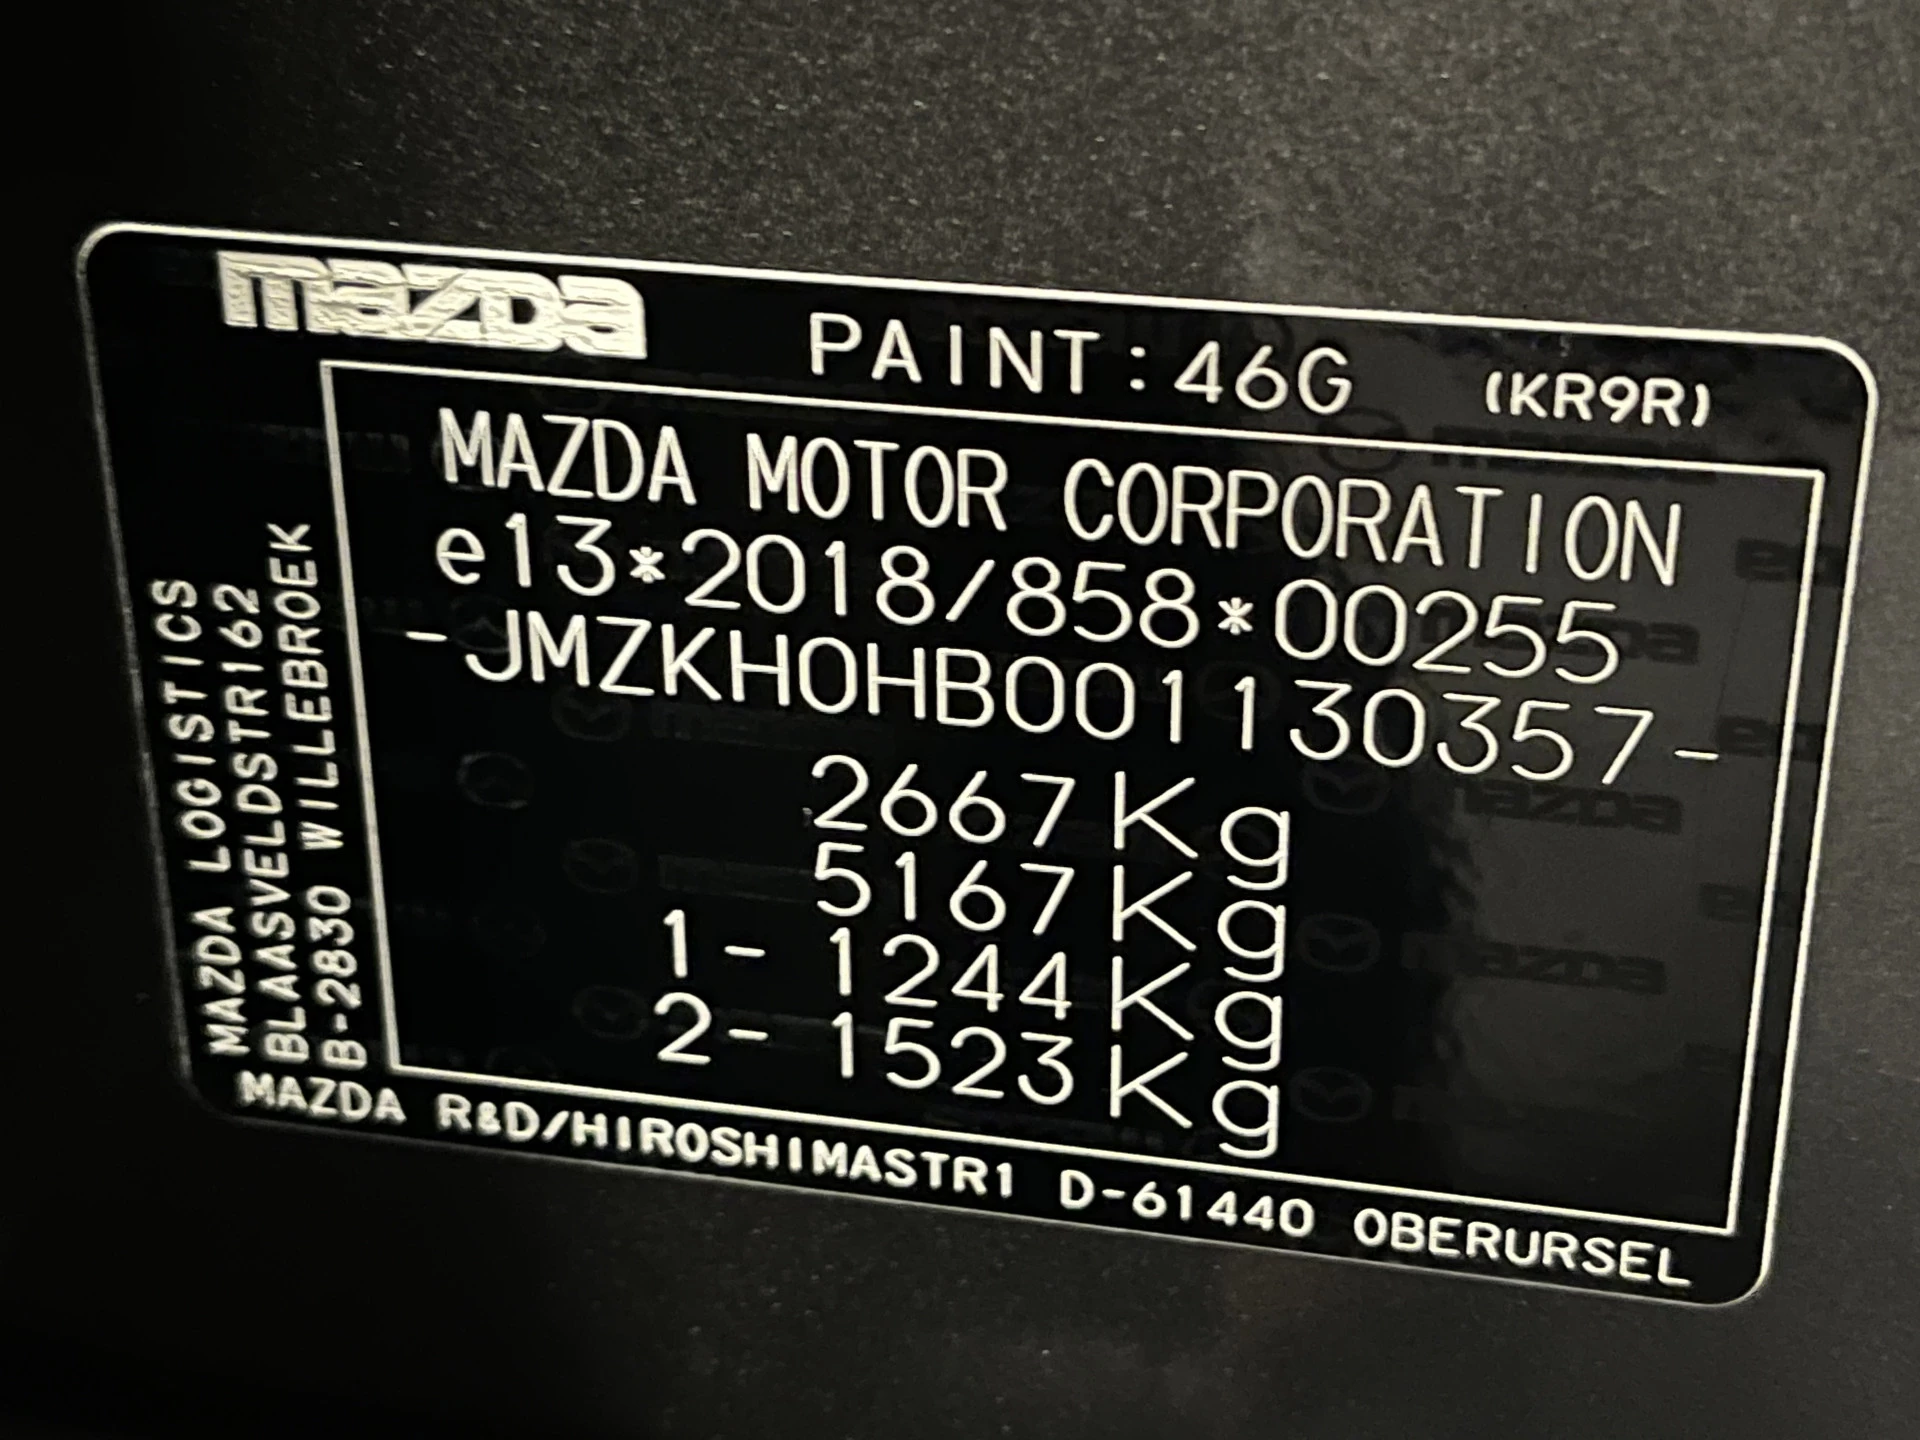 mazda
PAINT:46G (KR9R)
MAZDA MOTOR CORPORATION
e13*2018/858*00255
-JMZKH0HB001130357-
2667Kg
5167Kg
1- 1244Kg
2- 1523Kg
MAZDA LOGISTICS
BLAASVELDSTR162
B-2830 WILLEBROEK
MAZDA R&D/HIROSHIMASTR1 D-61440 OBERURSEL